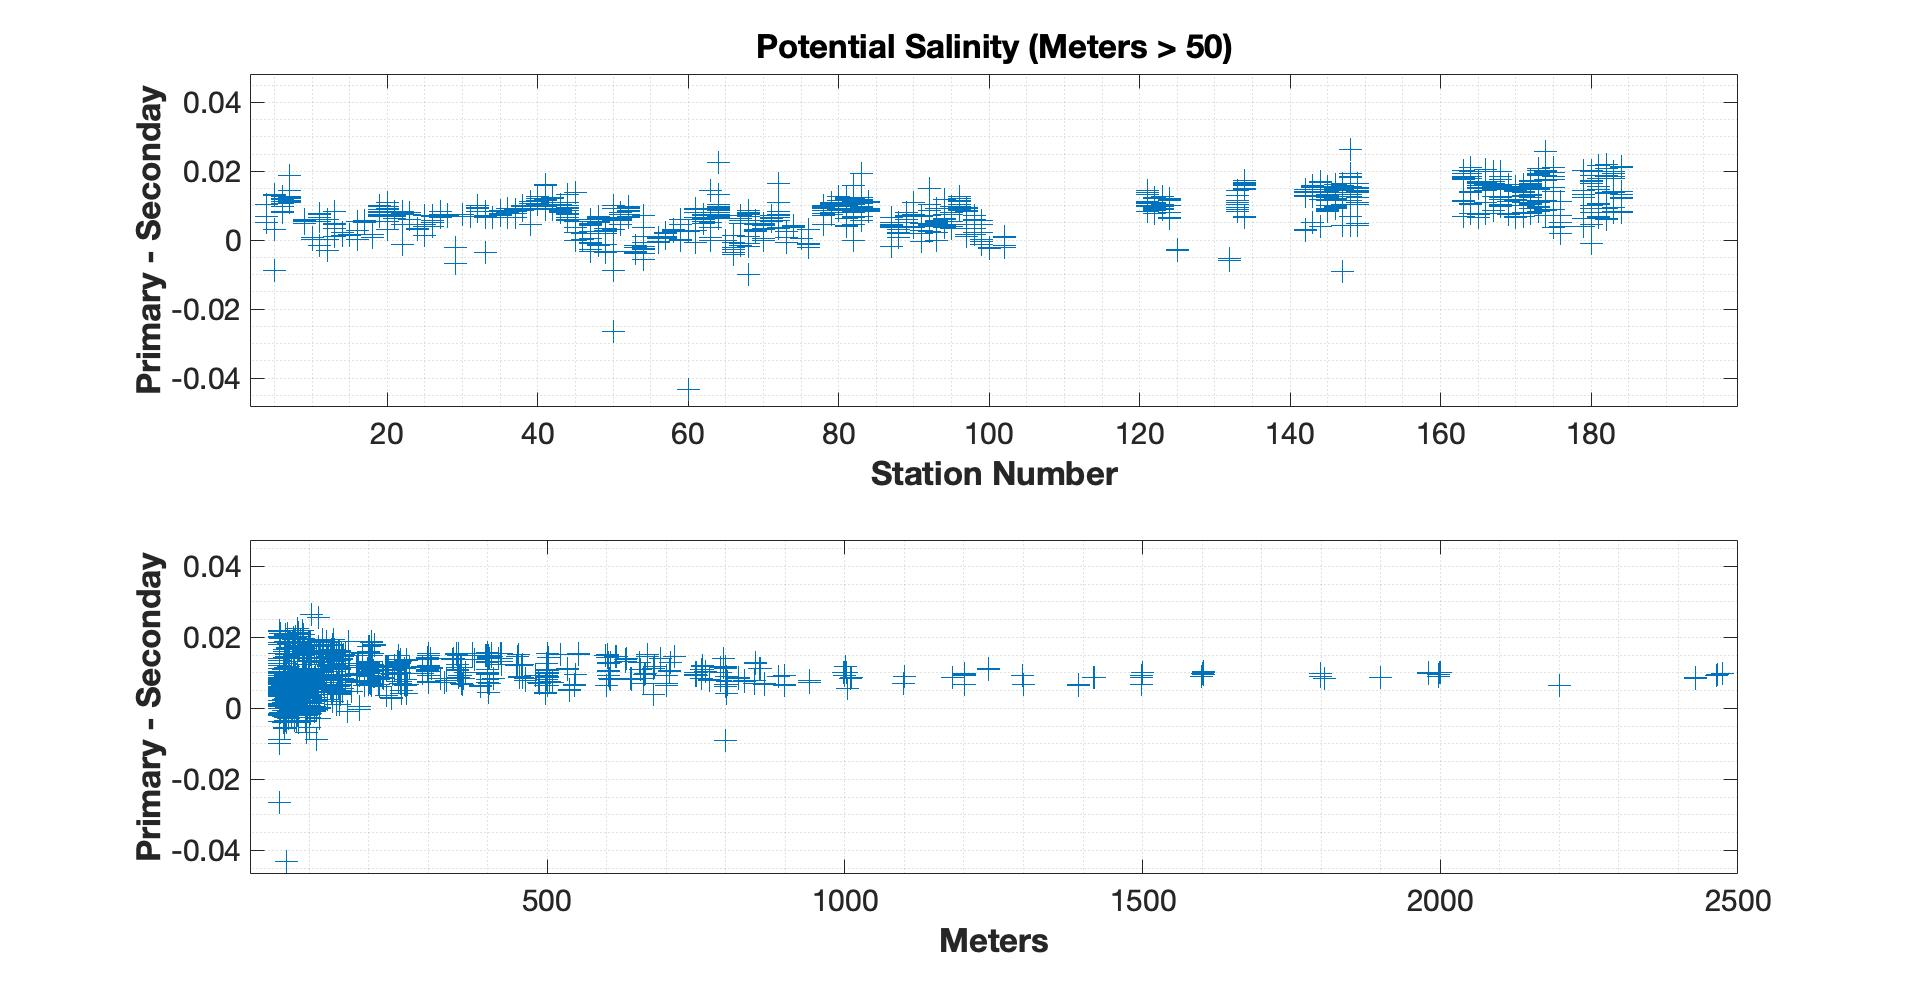 Potential Salinity (Meters > 50)
Primary - Seconday
0.04
0.02
0
-0.02
-0.04
20 40 60 80 100 120 140 160 180
Station Number
Primary - Seconday
0.04
0.02
0
-0.02
-0.04
500 1000 1500 2000 2500
Meters